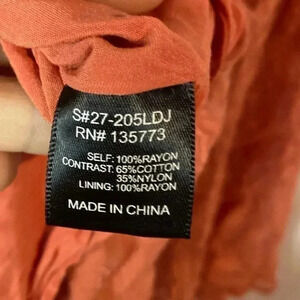 S#27-205LDJ
RN# 135773
SELF: 100%RAYON
CONTRAST: 65%COTTON
35%NYLON
LINING: 100%RAYON
MADE IN CHINA